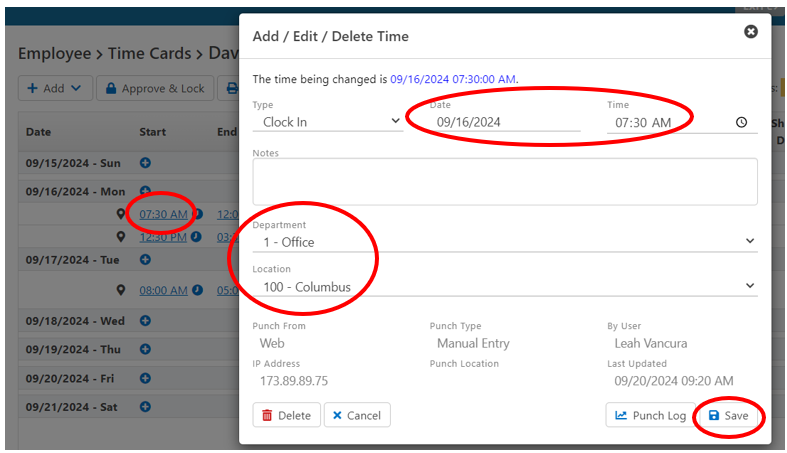 Employee > Time Cards > Dav
+ Add
Approve & Lock
Date Start End
09/15/2024 - Sun
09/16/2024 - Mon
07:30 AM 12:0
12:30 PM 03:
09/17/2024 - Tue
08:00 AM 05:0
09/18/2024 - Wed
09/19/2024 - Thu
09/20/2024 - Fri
09/21/2024 - Sat
Add / Edit / Delete Time
The time being changed is 09/16/2024 07:30:00 AM.
Type Date Time
Clock In 09/16/2024 07:30 AM
Notes
Department
1 - Office
Location
100 - Columbus
Punch From Punch Type By User
Web Manual Entry Leah Vancura
IP Address Punch Location Last Updated
173.89.89.75 09/20/2024 09:20 AM
Delete Cancel Punch Log Save
s:
Sh
D